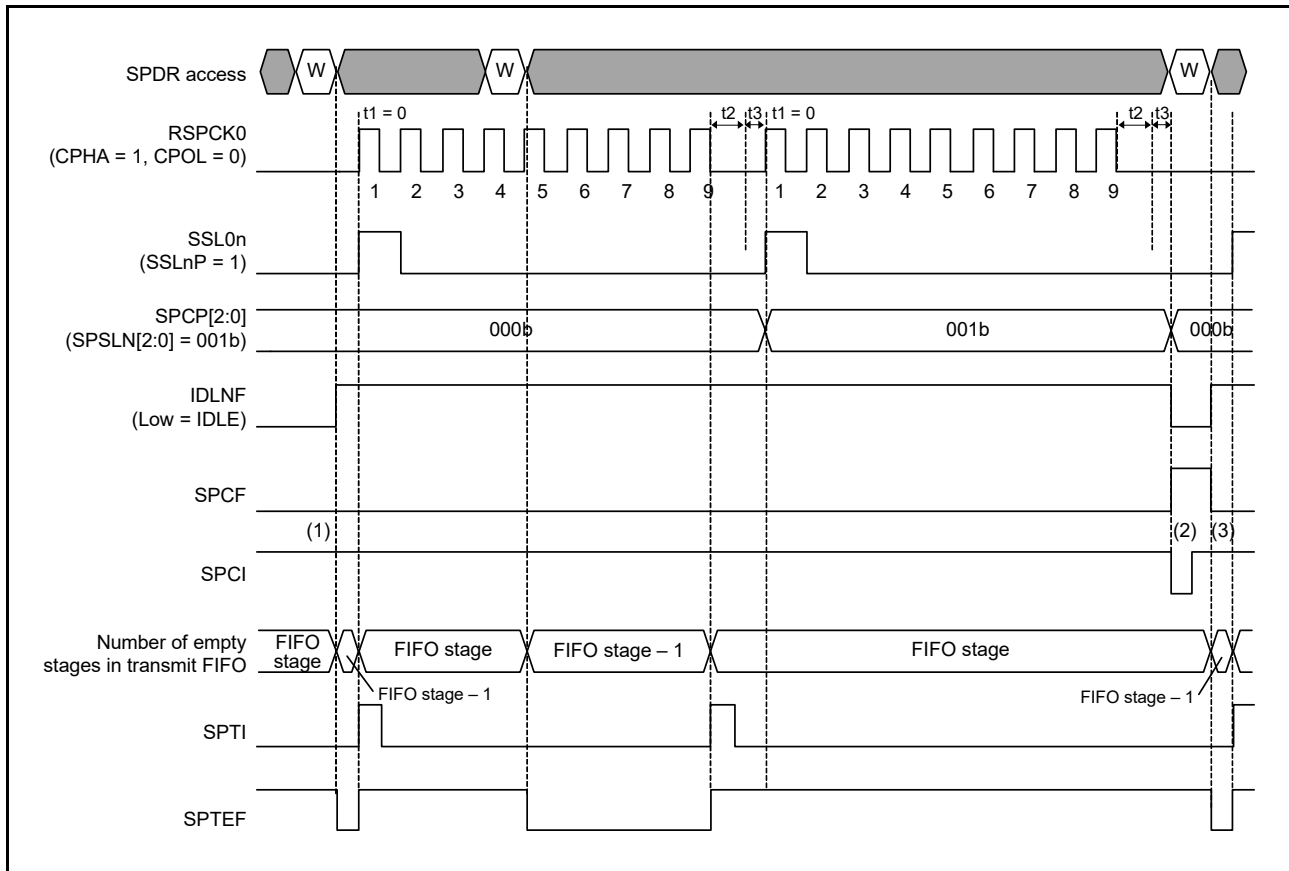 SPDR access
W
W
W
RSPCK0
(CPHA = 1, CPOL = 0)
t1 = 0
t2
t3
t1 = 0
t2
t3
1 2 3 4 5 6 7 8 9 1 2 3 4 5 6 7 8 9
SSL0n
(SSLnP = 1)
SPCP[2:0]
(SPSLN[2:0] = 001b)
000b
001b
000b
IDLNF
(Low = IDLE)
SPCF
(1)
(2)
(3)
SPCI
Number of empty
stages in transmit FIFO
FIFO
stage
FIFO stage
FIFO stage – 1
FIFO stage
FIFO stage – 1
FIFO stage – 1
SPTI
SPTEF